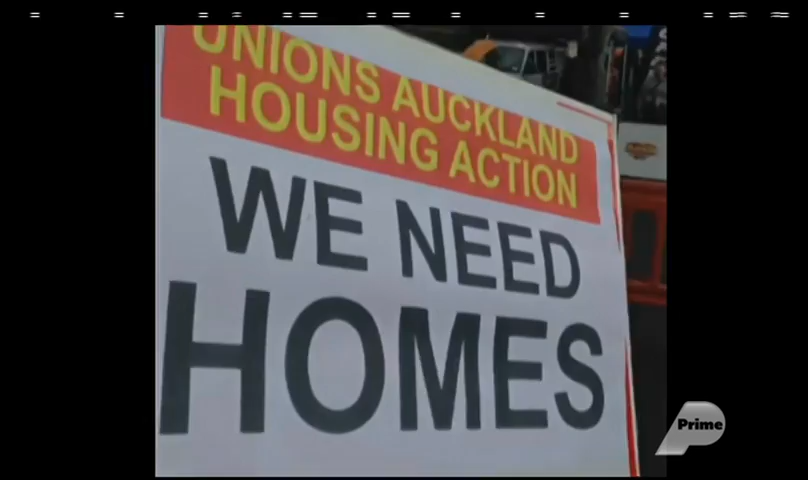 UNIONS AUCKLAND
HOUSING ACTION
WE NEED
HOMES
Prime